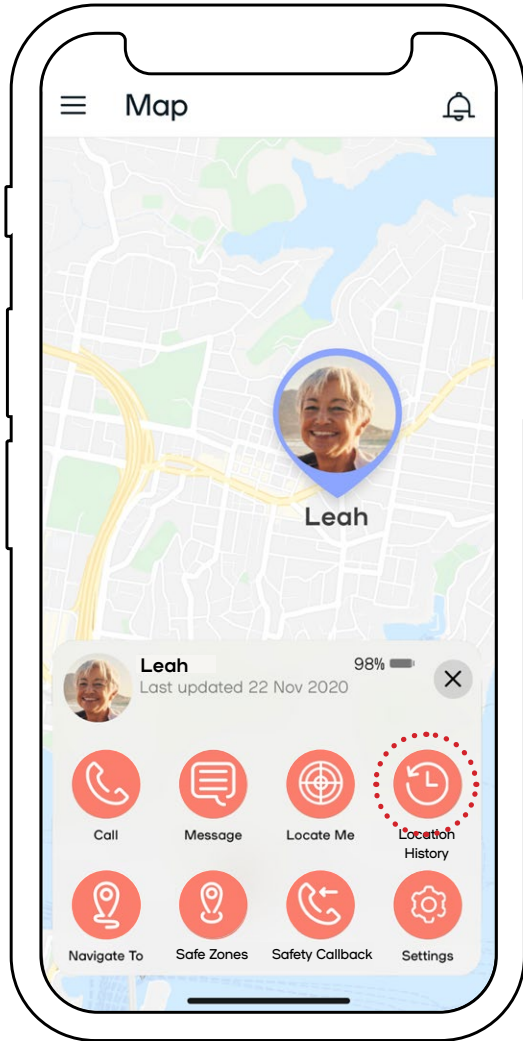 Map
Leah
Leah
98%
Last updated 22 Nov 2020
Call
Message
Locate Me
Location
History
Navigate To
Safe Zones
Safety Callback
Settings